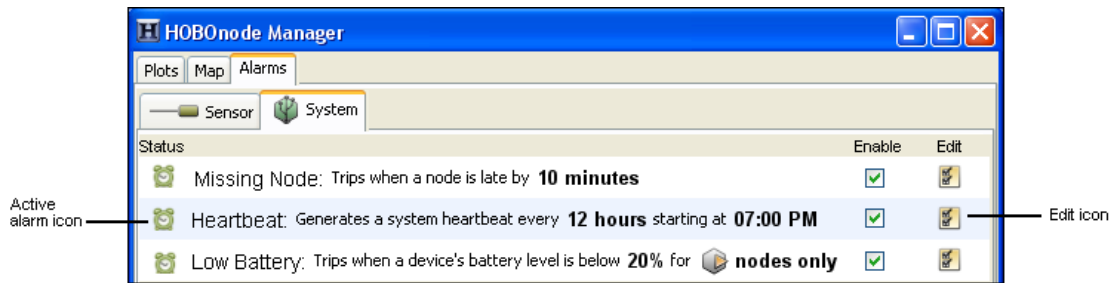 HOBOnode Manager
Plots Map Alarms
Sensor System
Status Enable Edit
Missing Node: Trips when a node is late by 10 minutes
Active
alarm icon
Heartbeat: Generates a system heartbeat every 12 hours starting at 07:00 PM
Edit icon
Low Battery: Trips when a device's battery level is below 20% for nodes only